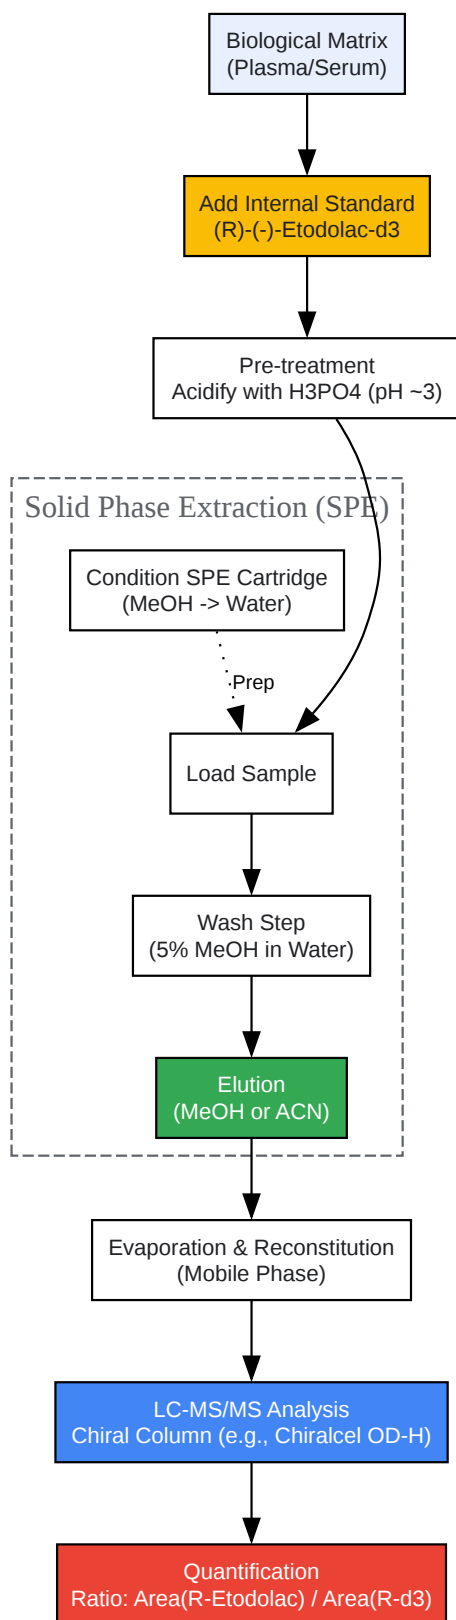 Biological Matrix
(Plasma/Serum)
Add Internal Standard
(R)-(-)-Etodolac-d3
Pre-treatment
Acidify with H3PO4 (pH ~3)
Solid Phase Extraction (SPE)
Condition SPE Cartridge
(MeOH -> Water)
Prep
Load Sample
Wash Step
(5% MeOH in Water)
Elution
(MeOH or ACN)
Evaporation & Reconstitution
(Mobile Phase)
LC-MS/MS Analysis
Chiral Column (e.g., Chiralcel OD-H)
Quantification
Ratio: Area(R-Etodolac) / Area(R-d3)